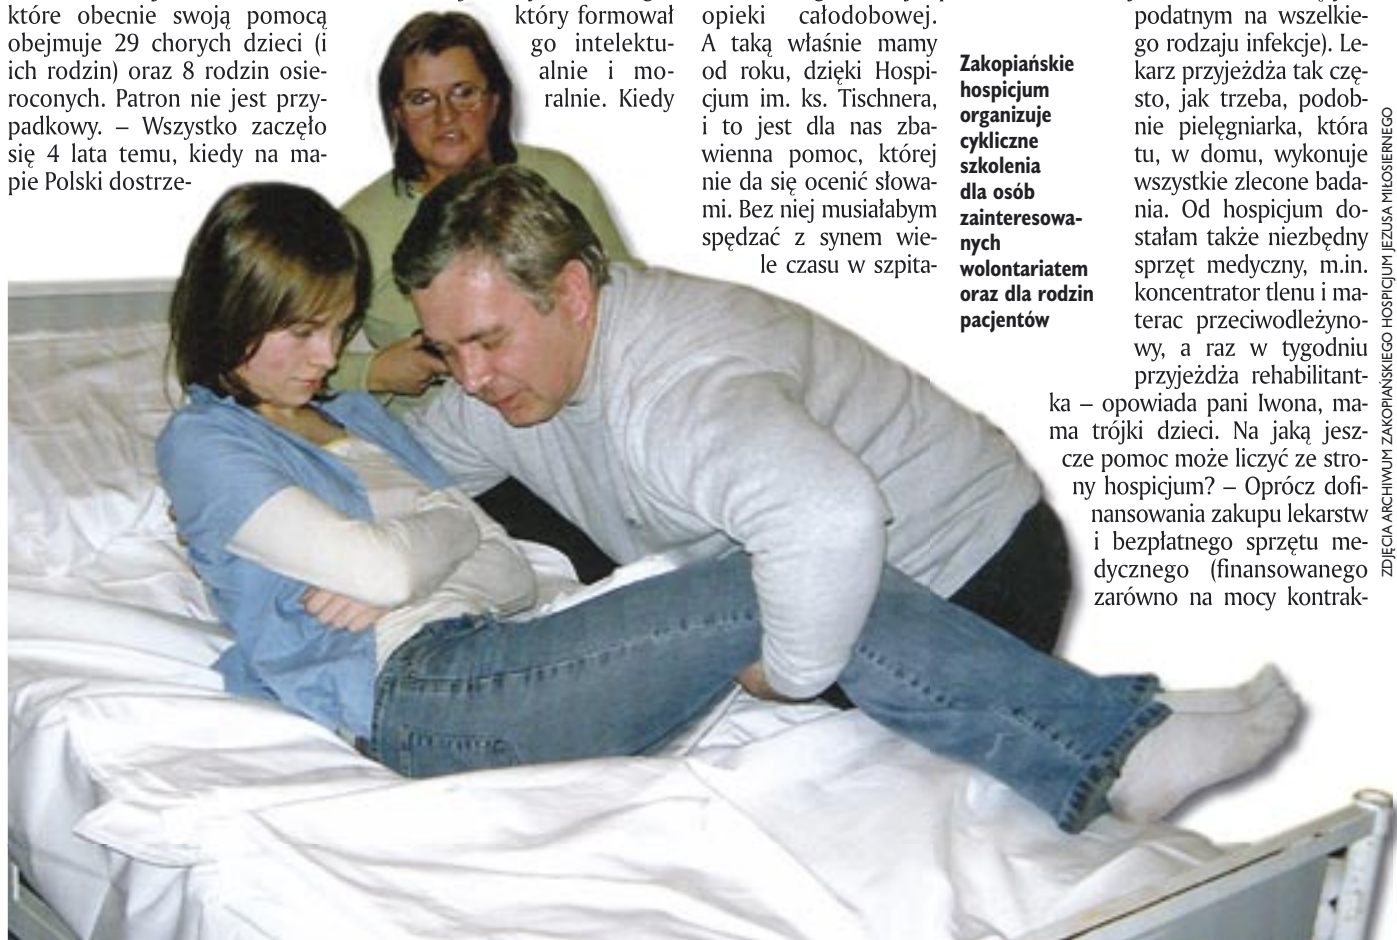 które obecnie swoją pomocą
obejmuje 29 chorych dzieci (i
ich rodzin) oraz 8 rodzin osie-
roconych. Patron nie jest przy-
padkowy. – Wszystko zaczęło
się 4 lata temu, kiedy na ma-
pie Polski dostrze-
który formował
go intelektu-
alnie i mo-
ralnie. Kiedy
opieki całodobowej.
A taką właśnie mamy
od roku, dzięki Hospi-
cjum im. ks. Tischnera,
i to jest dla nas zba-
wienna pomoc, której
nie da się ocenić słowa-
mi. Bez niej musiałabym
spędzać z synem wie-
le czasu w szpita-
Zakopiańskie
hospicjum
organizuje
cykliczne
szkolenia
dla osób
zainteresowa-
nych
wolontariatem
oraz dla rodzin
pacjentów
podatnym na wszelkie-
go rodzaju infekcje). Le-
karz przyjeżdża tak czę-
sto, jak trzeba, podob-
nie pielęgniarka, która
tu, w domu, wykonuje
wszystkie zlecone bada-
nia. Od hospicjum do-
stałam także niezbędny
sprzęt medyczny, m.in.
koncentrator tlenu i ma-
terac przeciwodleżyno-
wy, a raz w tygodniu
przyjeżdża rehabilitant-
ka – opowiada pani Iwona, ma-
ma trójki dzieci. Na jaką jesz-
cze pomoc może liczyć ze stro-
ny hospicjum? – Oprócz dofi-
nansowania zakupu lekarstw
i bezpłatnego sprzętu me-
dycznego (finansowanego
zarówno na mocy kontrak-
ZDJĘCIA ARCHIWUM ZAKOPIAŃSKIEGO HOSPICJUM JEZUSA MIŁOSIERNEGO